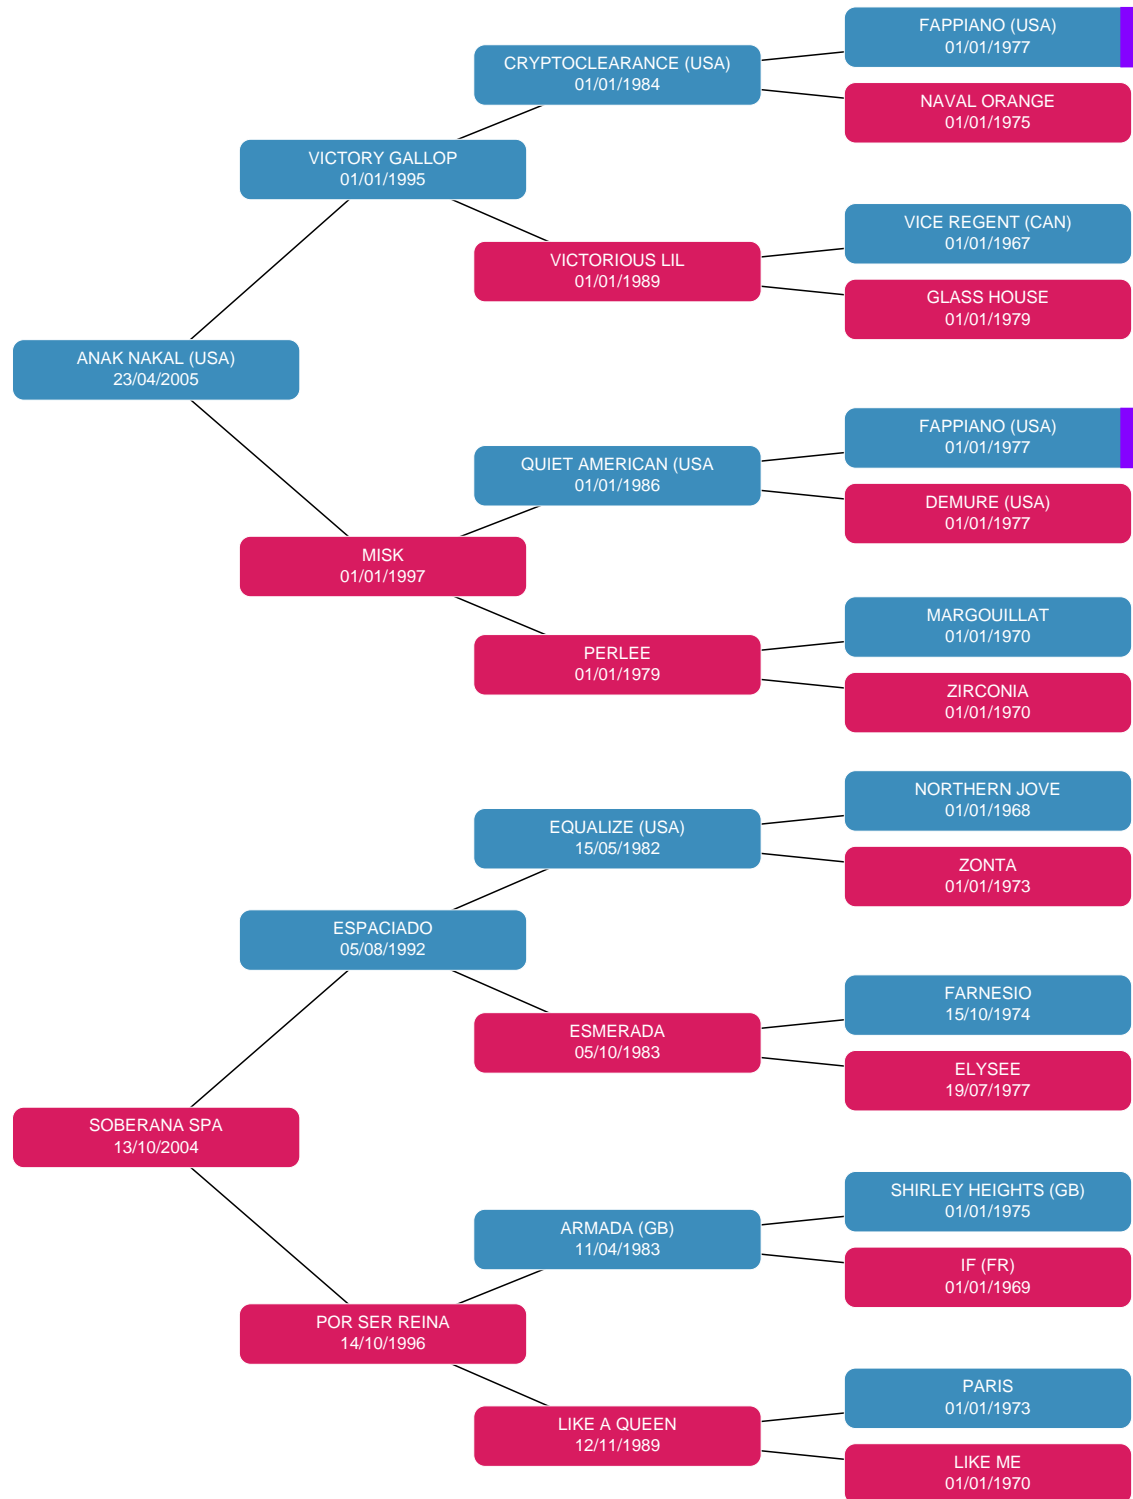 FAPPIANO (USA)
01/01/1977
CRYPTOCLEARANCE (USA)
01/01/1984
NAVAL ORANGE
01/01/1975
VICTORY GALLOP
01/01/1995
VICE REGENT (CAN)
01/01/1967
VICTORIOUS LIL
01/01/1989
GLASS HOUSE
01/01/1979
ANAK NAKAL (USA)
23/04/2005
FAPPIANO (USA)
01/01/1977
QUIET AMERICAN (USA
01/01/1986
DEMURE (USA)
01/01/1977
MISK
01/01/1997
MARGOUILLAT
01/01/1970
PERLEE
01/01/1979
ZIRCONIA
01/01/1970
NORTHERN JOVE
01/01/1968
EQUALIZE (USA)
15/05/1982
ZONTA
01/01/1973
ESPACIADO
05/08/1992
FARNESIO
15/10/1974
ESMERADA
05/10/1983
ELYSEE
19/07/1977
SOBERANA SPA
13/10/2004
SHIRLEY HEIGHTS (GB)
01/01/1975
ARMADA (GB)
11/04/1983
IF (FR)
01/01/1969
POR SER REINA
14/10/1996
PARIS
01/01/1973
LIKE A QUEEN
12/11/1989
LIKE ME
01/01/1970